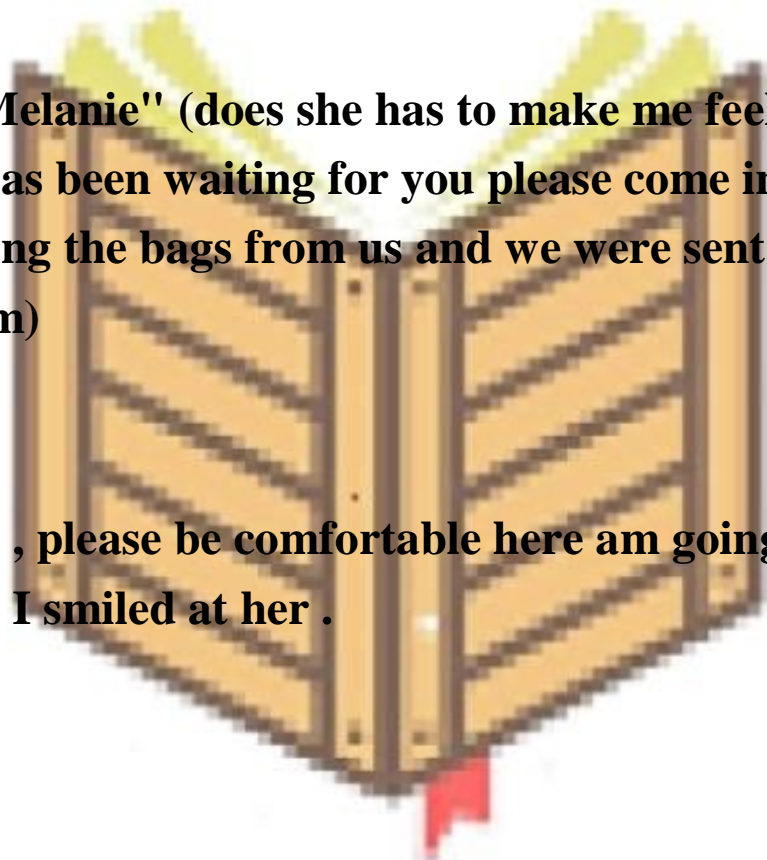 Melanie" (does she has to make me feel
as been waiting for you please come in
ng the bags from us and we were sent
m)
, please be comfortable here am going
I smiled at her .